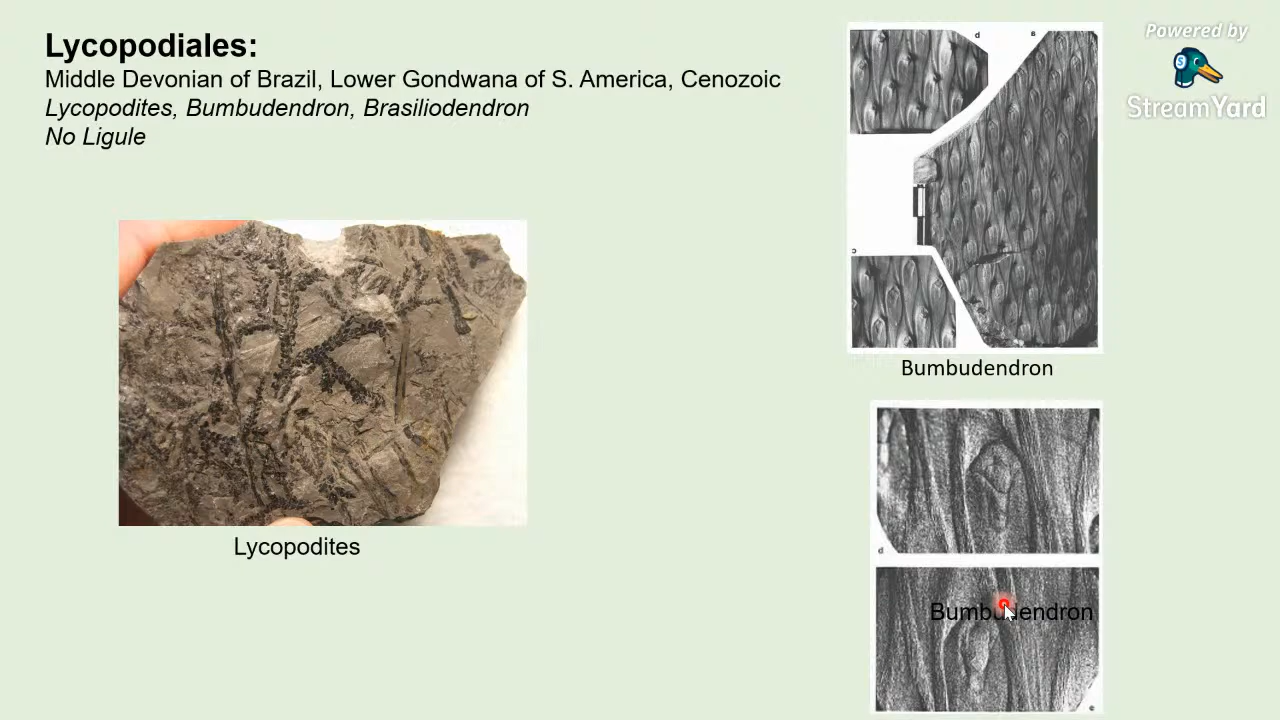 Lycopodiales:
Middle Devonian of Brazil, Lower Gondwana of S. America, Cenozoic
Lycopodites, Bumbudendron, Brasiliodendron
No Ligule
Powered by
S
StreamYard
d
a
c
Bumbudendron
Lycopodites
d
Bumbudendron
e